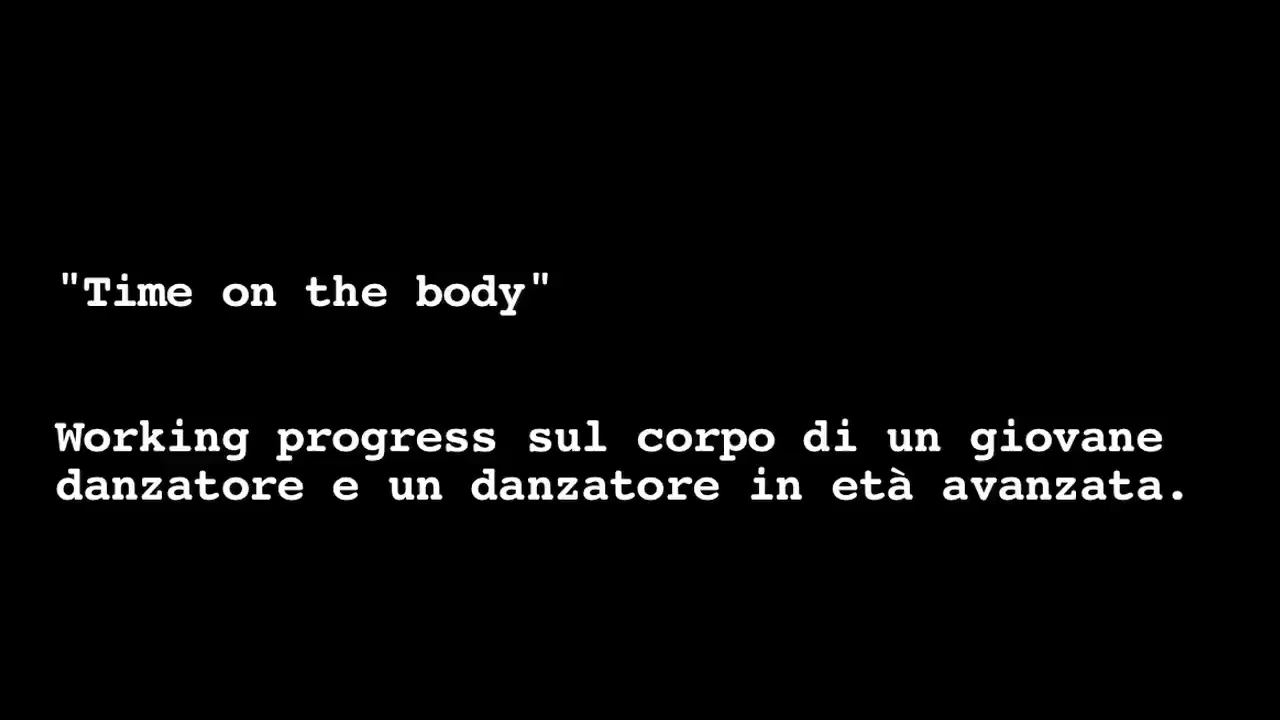 "Time on the body"
Working progress sul corpo di un giovane
danzatore e un danzatore in età avanzata.